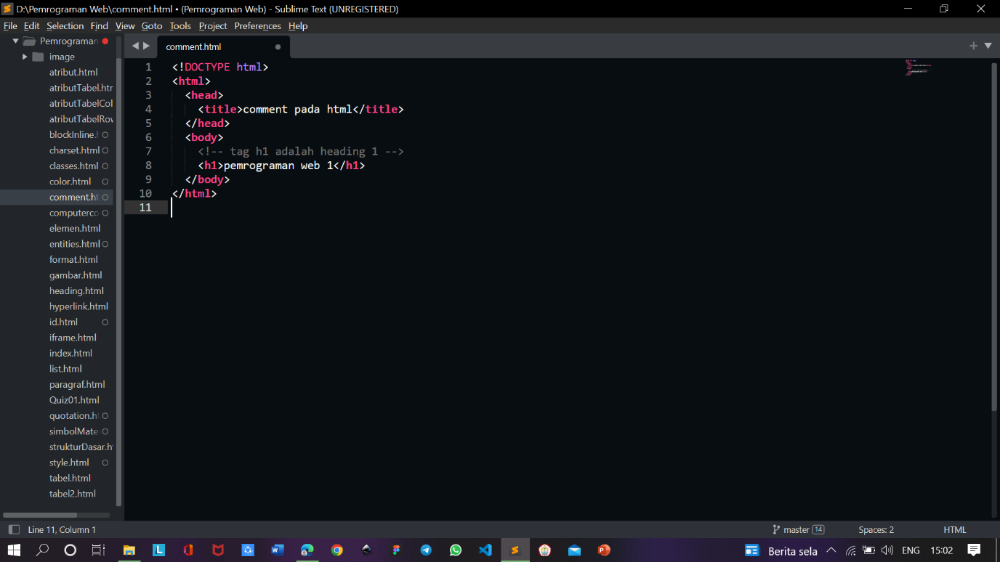 D:\Pemrograman Web\comment.html • (Pemrograman Web) - Sublime Text (UNREGISTERED)
File Edit Selection Find View Goto Tools Project Preferences Help
Pemrograman
image
atribut.html
atributTabel.htr
atributTabelCol
atributTabelRow
blockInline.h
charset.html
classes.html
color.html
comment.ht
computerco
elemen.html
entities.html
format.html
gambar.html
heading.html
hyperlink.html
id.html
iframe.html
index.html
list.html
paragraf.html
Quiz01.html
quotation.ht
simbolMate
strukturDasar.h
style.html
tabel.html
tabel2.html
comment.html
1 <!DOCTYPE html>
2 <html>
3 <head>
4 <title>comment pada html</title>
5 </head>
6 <body>
7 <!-- tag h1 adalah heading 1 -->
8 <h1>pemrograman web 1</h1>
9 </body>
10 </html>
11
Line 11, Column 1
master 14
Spaces: 2
HTML
Berita sela
ENG
15:02